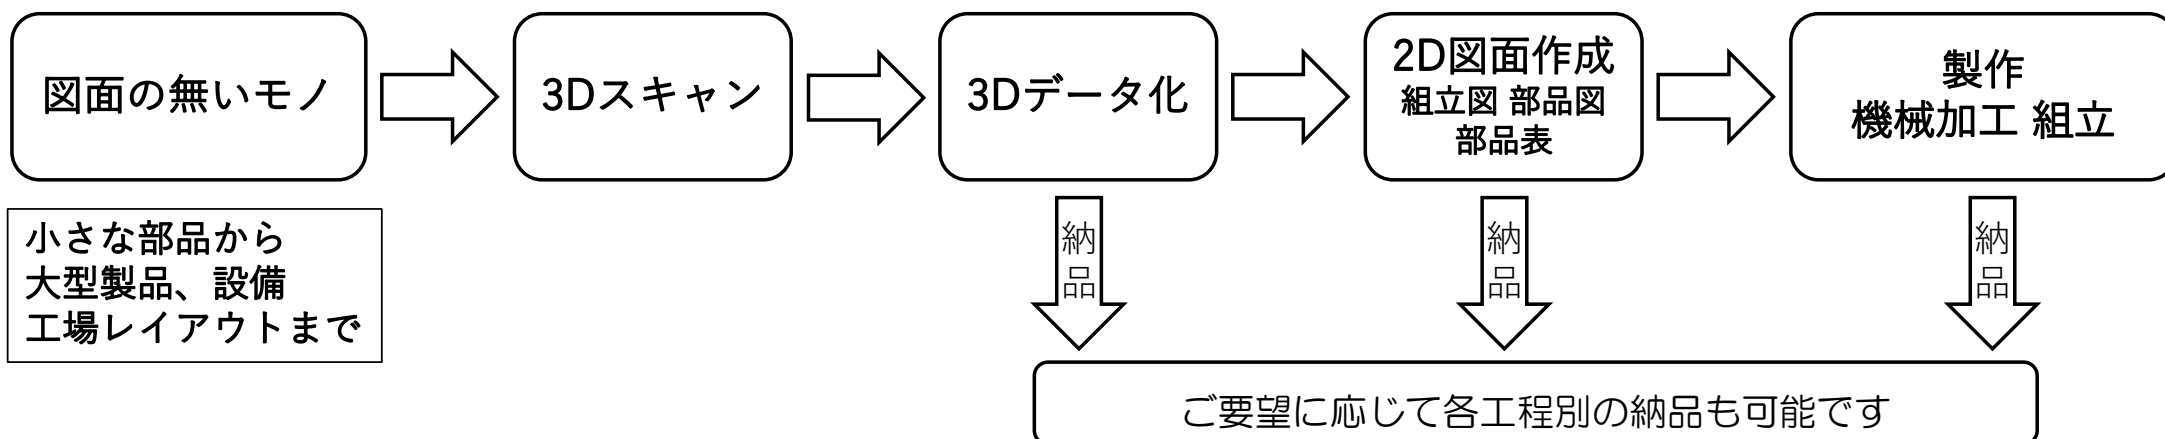 図面の無いモノ
3Dスキャン
3Dデータ化
2D図面作成
組立図 部品図
部品表
製作
機械加工 組立
小さな部品から
大型製品、設備
工場レイアウトまで
納品
納品
納品
ご要望に応じて各工程別の納品も可能です